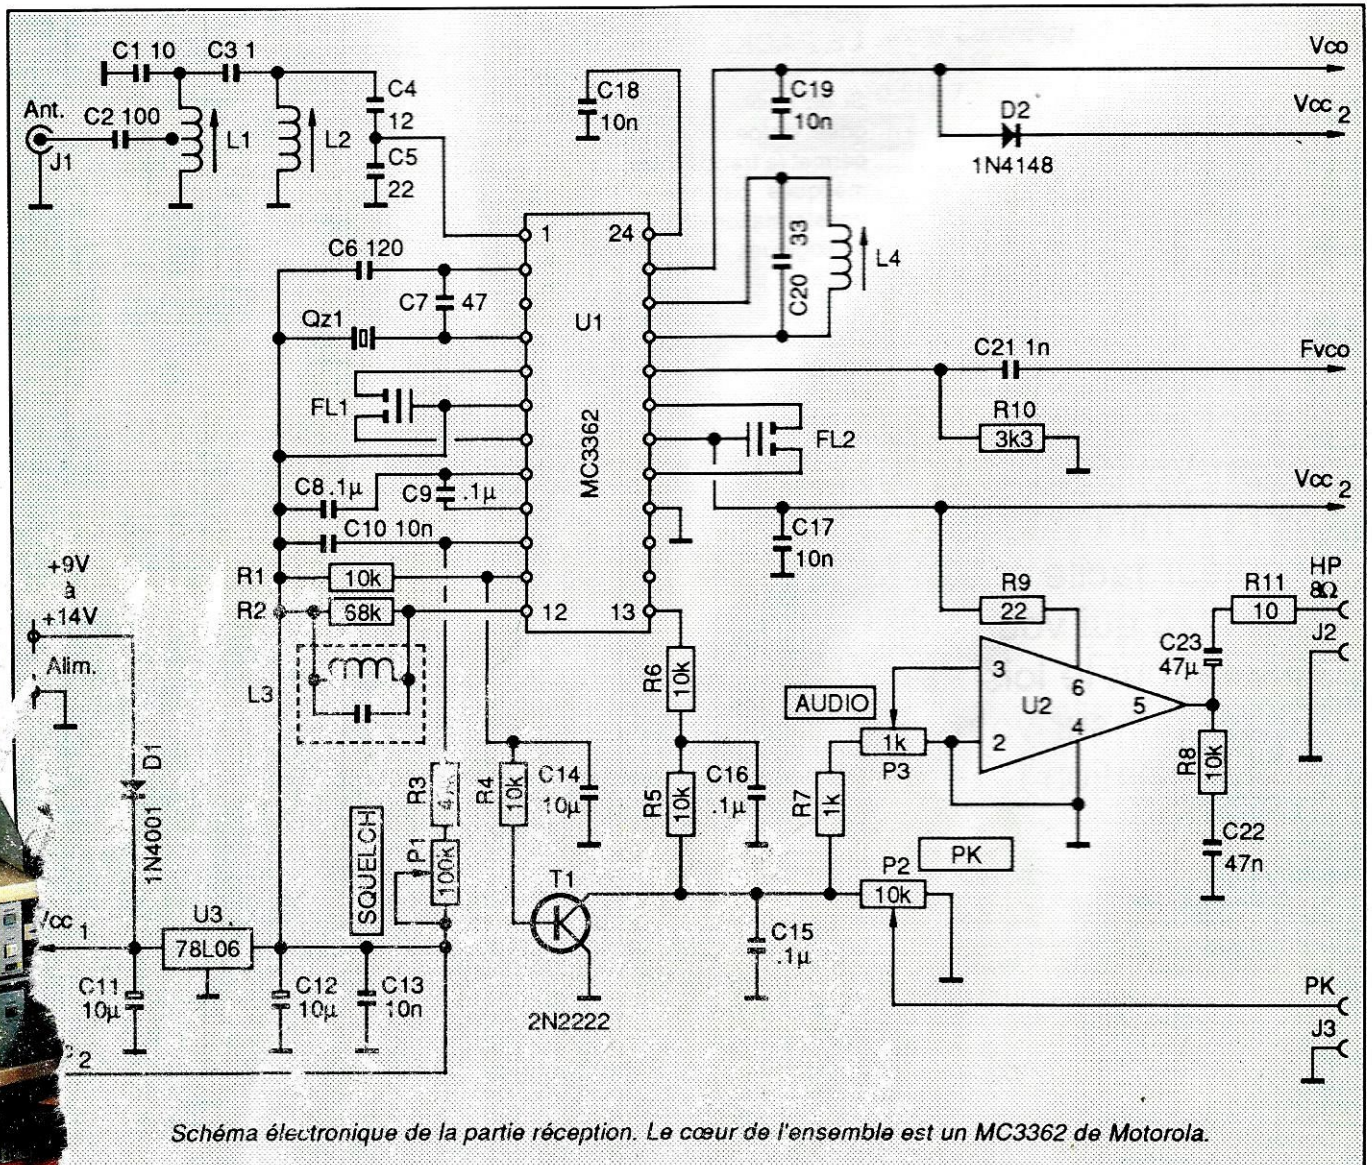 C1 10
C3 1
Ant.
C2 100
J1
L1
L2
C4
12
C5
22
C18
10n
C19
10n
Vco
Vcc 2
D2
1N4148
C6 120
C7 47
Qz1
FL1
C8 .1µ
C9 .1µ
C10 10n
1
24
U1
MC3362
12
13
33
C20
L4
C21 1n
Fvco
R10
3k3
FL2
Vcc 2
C17
10n
+9V
à
+14V
Alim.
R1
10k
R2
68k
L3
R9
22
R11
10
HP
8Ω
J2
C23
47µ
3
2
6
4
5
U2
AUDIO
1k
P3
R6
10k
R5
10k
C16
.1µ
R7
1k
R8
10k
C22
47n
D1
1N4001
R3
R4
10k
C14
10µ
P1
100k
SQUELCH
T1
2N2222
PK
P2
10k
C15
.1µ
Vcc 1
U3
78L06
C11
10µ
C12
10µ
C13
10n
2
PK
J3
Schéma électronique de la partie réception. Le cœur de l'ensemble est un MC3362 de Motorola.